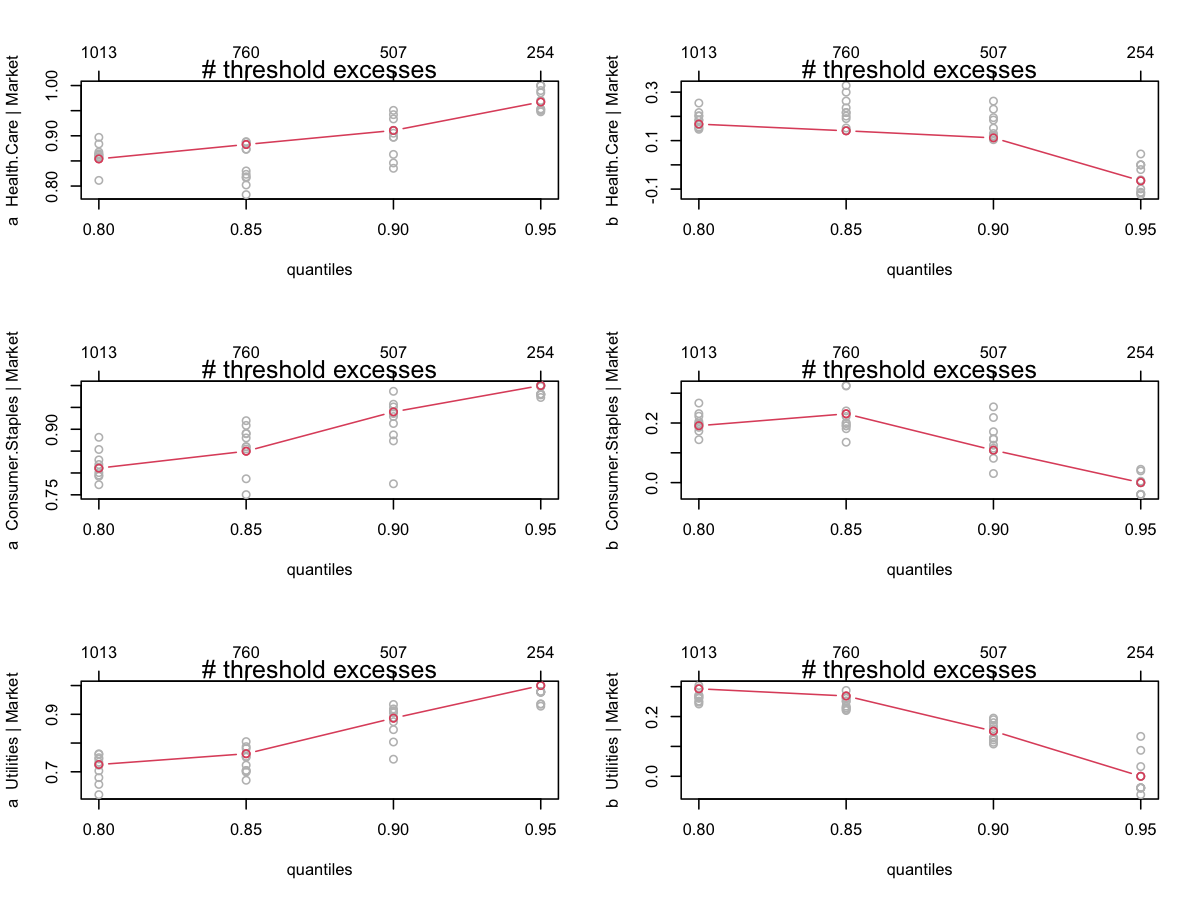 1013 760 507 254
# threshold excesses
a Health.Care | Market
1.00
0.90
0.80
0.80 0.85 0.90 0.95
quantiles
1013 760 507 254
# threshold excesses
b Health.Care | Market
0.3
0.1
-0.1
0.80 0.85 0.90 0.95
quantiles
1013 760 507 254
# threshold excesses
a Consumer.Staples | Market
0.90
0.75
0.80 0.85 0.90 0.95
quantiles
1013 760 507 254
# threshold excesses
b Consumer.Staples | Market
0.2
0.0
0.80 0.85 0.90 0.95
quantiles
1013 760 507 254
# threshold excesses
a Utilities | Market
0.9
0.7
0.80 0.85 0.90 0.95
quantiles
1013 760 507 254
# threshold excesses
b Utilities | Market
0.2
0.0
0.80 0.85 0.90 0.95
quantiles